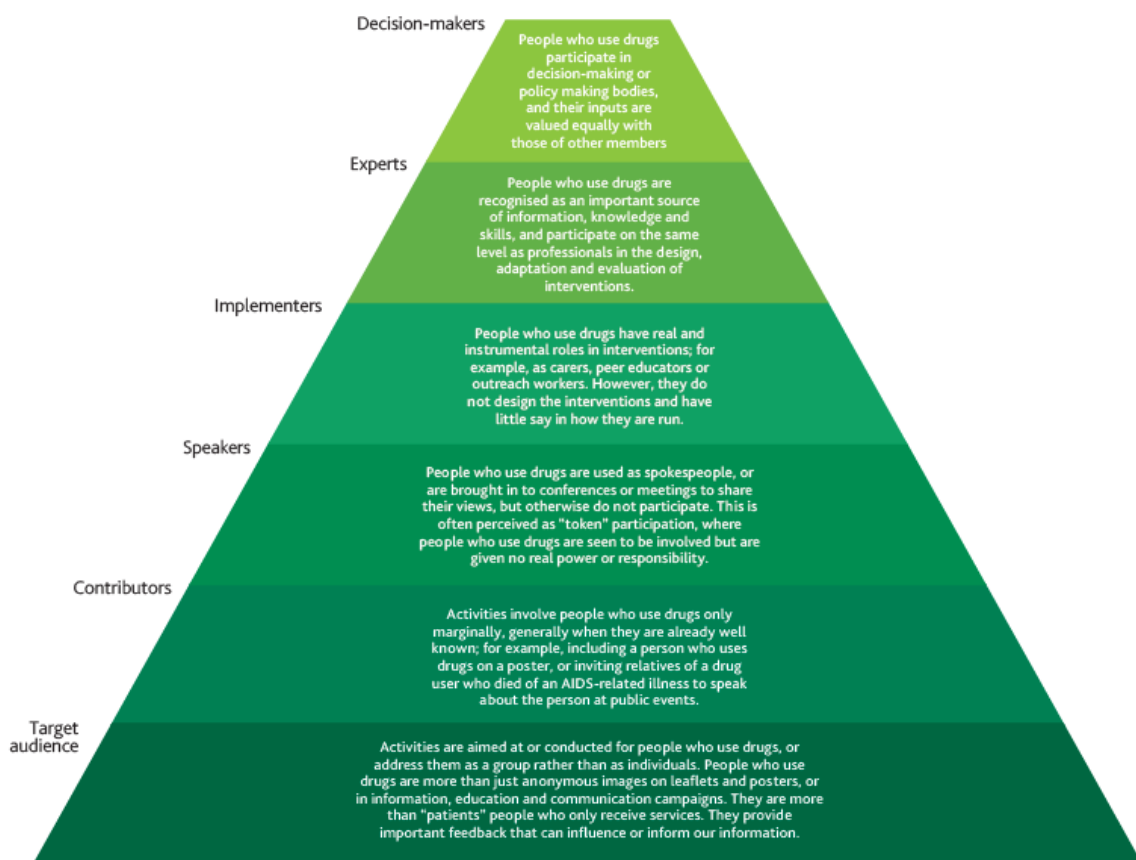 Decision-makers
People who use drugs
participate in
decision-making or
policy making bodies,
and their inputs are
valued equally with
those of other members
Experts
People who use drugs are
recognised as an important source
of information, knowledge and
skills, and participate on the same
level as professionals in the design,
adaptation and evaluation of
interventions.
Implementers
People who use drugs have real and
instrumental roles in interventions; for
example, as carers, peer educators or
outreach workers. However, they do
not design the interventions and have
little say in how they are run.
Speakers
People who use drugs are used as spokespeople, or
are brought in to conferences or meetings to share
their views, but otherwise do not participate. This is
often perceived as "token" participation, where
people who use drugs are seen to be involved but are
given no real power or responsibility.
Contributors
Activities involve people who use drugs only
marginally, generally when they are already well
known; for example, including a person who uses
drugs on a poster, or inviting relatives of a drug
user who died of an AIDS-related illness to speak
about the person at public events.
Target
audience
Activities are aimed at or conducted for people who use drugs, or
address them as a group rather than as individuals. People who use
drugs are more than just anonymous images on leaflets and posters, or
in information, education and communication campaigns. They are more
than "patients" people who only receive services. They provide
important feedback that can influence or inform our information.